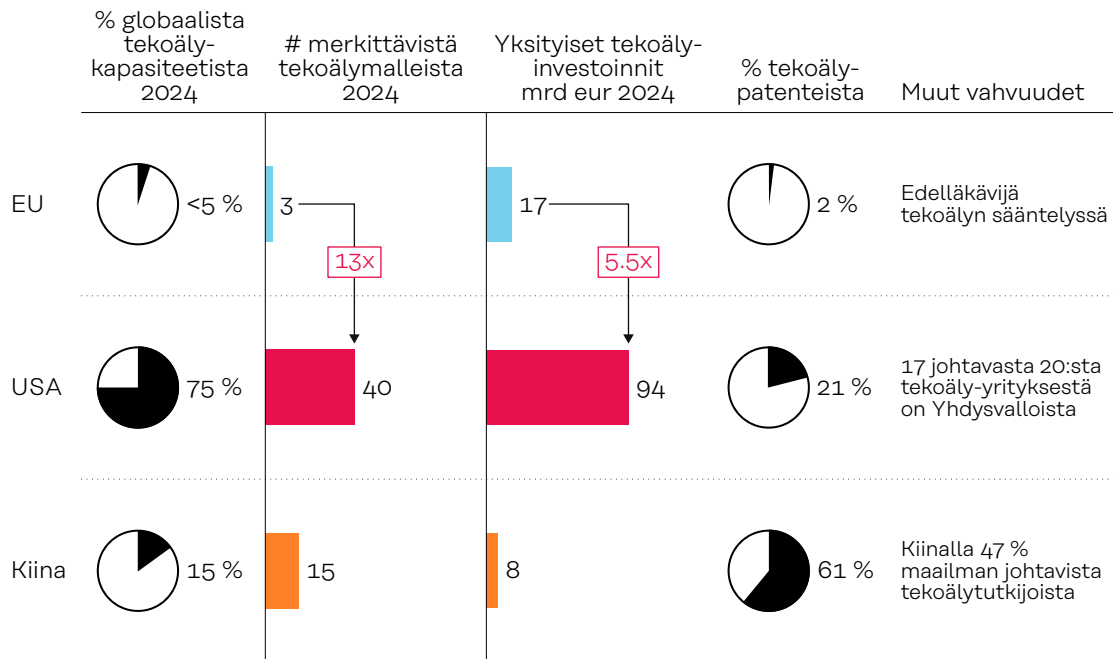 % globaalista
tekoäly-
kapasiteetista
2024
# merkittävistä
tekoälymalleista
2024
Yksityiset tekoäly-
investoinnit
mrd eur 2024
% tekoäly-
patenteista
Muut vahvuudet
EU
<5 %
3
13x
17
5.5x
2 %
Edelläkävijä
tekoälyn sääntelyssä
USA
75 %
40
94
21 %
17 johtavasta 20:sta
tekoäly-yrityksestä
on Yhdysvalloista
Kiina
15 %
15
8
61 %
Kiinalla 47 %
maailman johtavista
tekoälytutkijoista